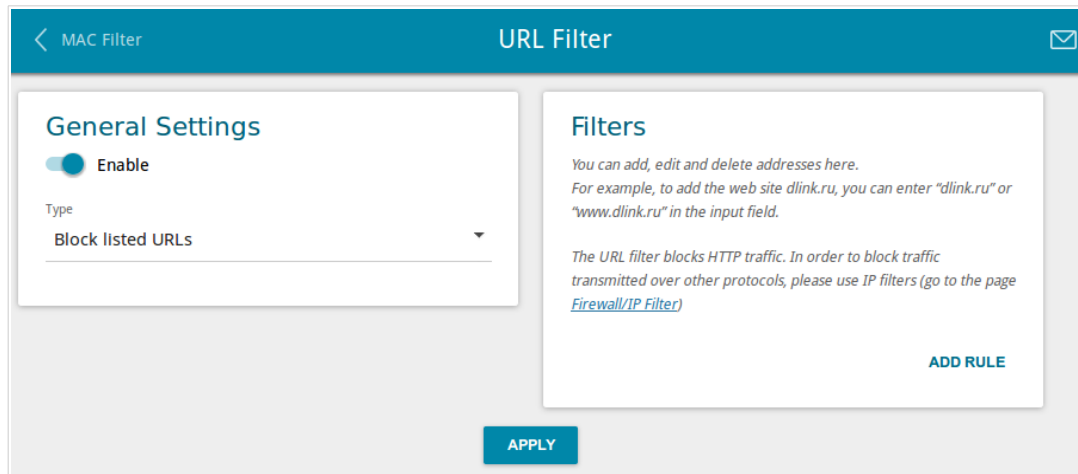 MAC Filter
URL Filter
General Settings
Enable
Type
Block listed URLs
Filters
You can add, edit and delete addresses here.
For example, to add the web site dlink.ru, you can enter “dlink.ru” or
“www.dlink.ru” in the input field.
The URL filter blocks HTTP traffic. In order to block traffic
transmitted over other protocols, please use IP filters (go to the page
Firewall/IP Filter)
ADD RULE
APPLY